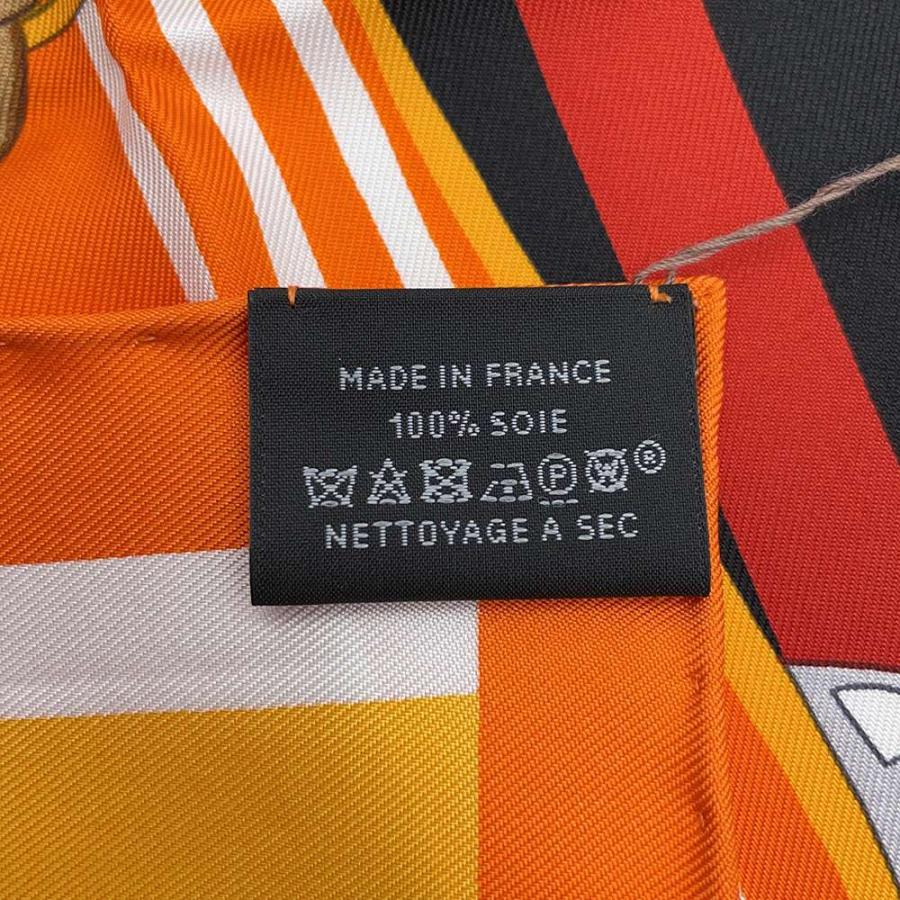 MADE IN FRANCE
100% SOIE
P W ®
NETTOYAGE A SEC